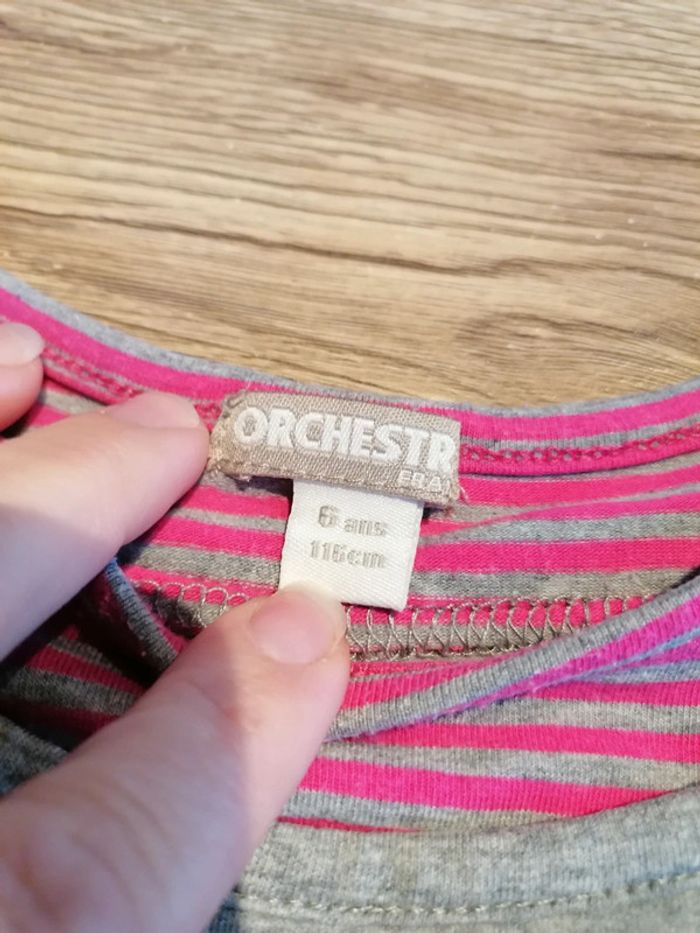 ORCHESTR
6 ans
116cm